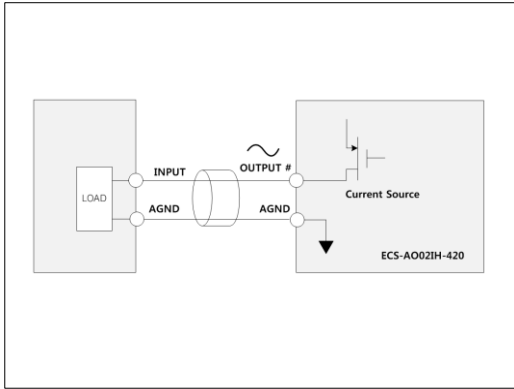 INPUT
OUTPUT #
LOAD
Current Source
AGND
AGND
ECS-AO02IH-420